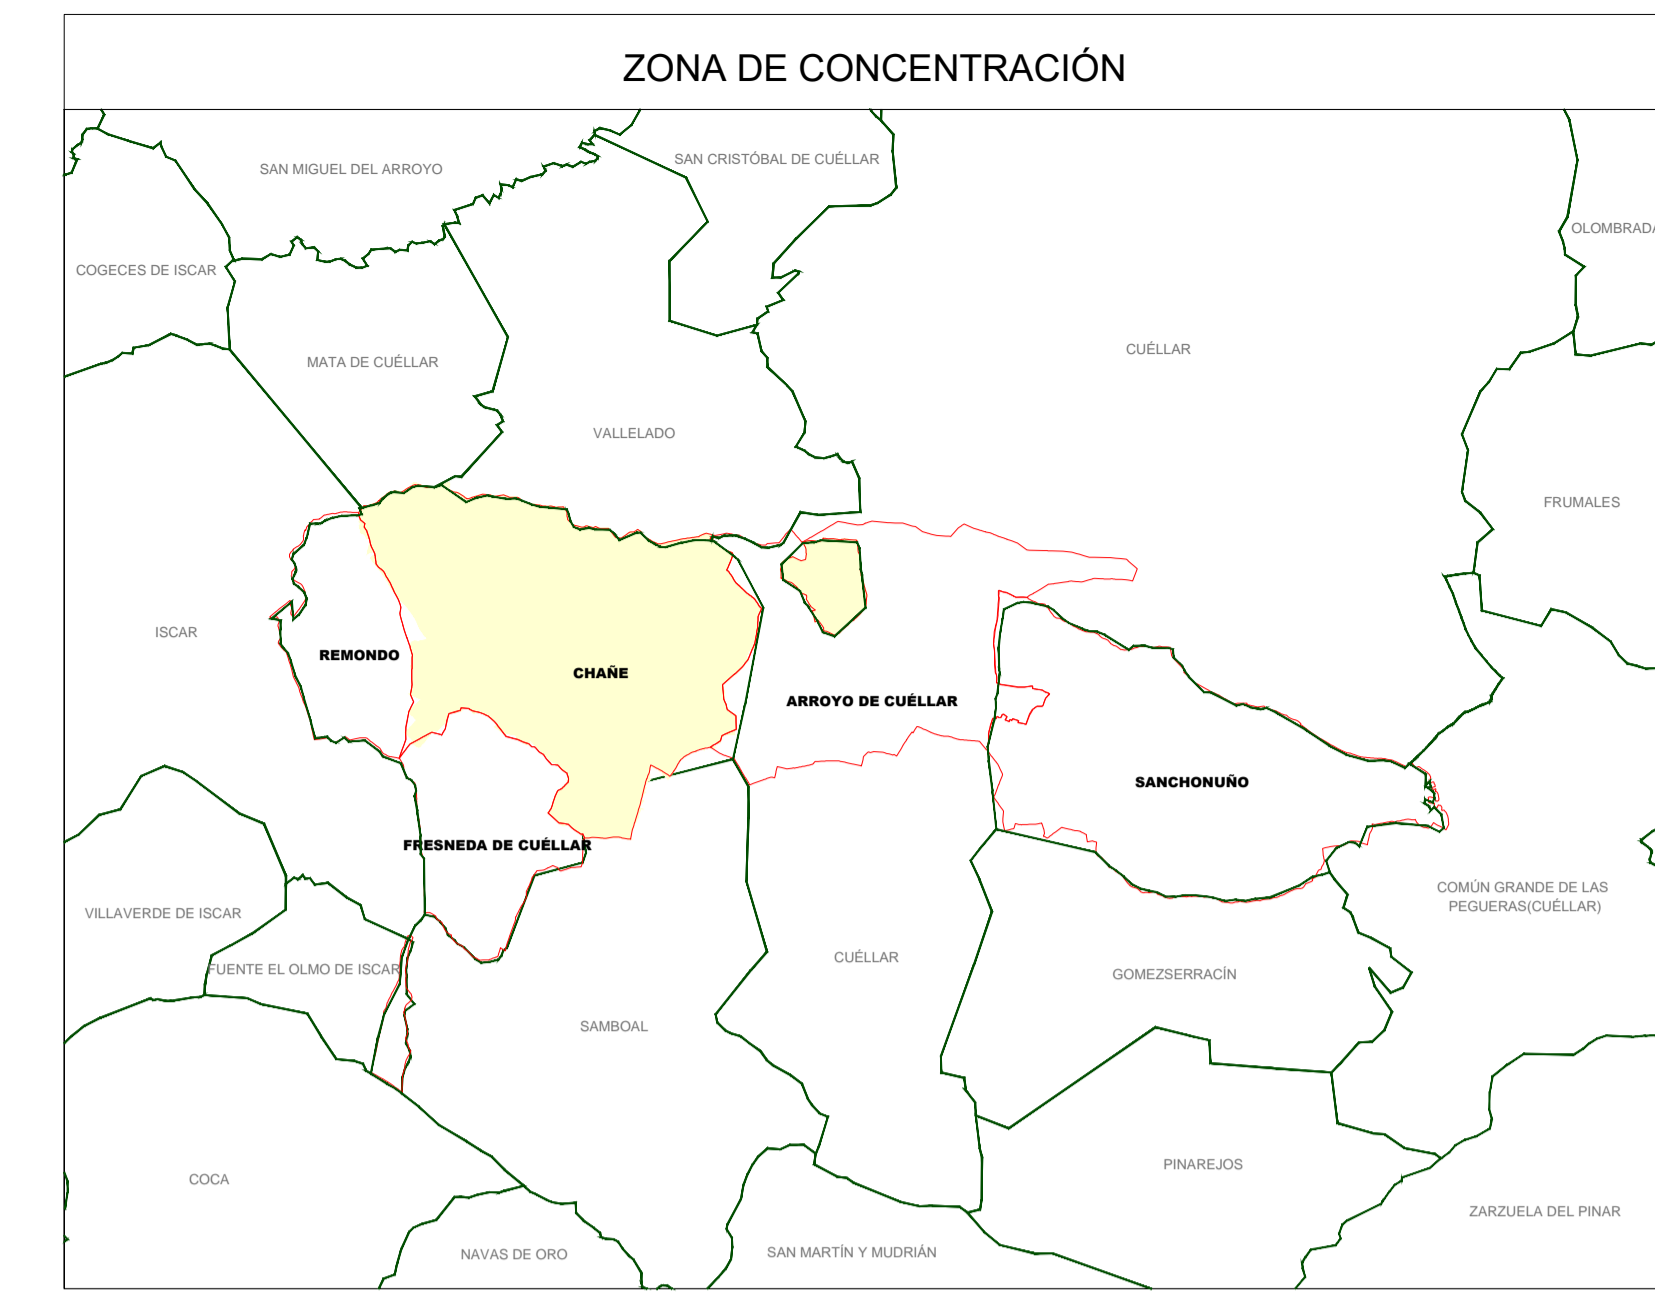 ZONA DE CONCENTRACIÓN
SAN CRISTÓBAL DE CUÉLLAR
SAN MIGUEL DEL ARROYO
OLOMBRADA
COGECES DE ISCAR
CUÉLLAR
MATA DE CUÉLLAR
VALLELADO
FRUMALES
ISCAR
REMONDO
CHAÑE
ARROYO DE CUÉLLAR
SANCHONUÑO
FRESNEDA DE CUÉLLAR
COMÚN GRANDE DE LAS
PEGUERAS(CUÉLLAR)
VILLAVERDE DE ISCAR
CUÉLLAR
FUENTE EL OLMO DE ISCAR
GOMEZSERRACÍN
SAMBOAL
PINAREJOS
COCA
ZARZUELA DEL PINAR
SAN MARTÍN Y MUDRIÁN
NAVAS DE ORO